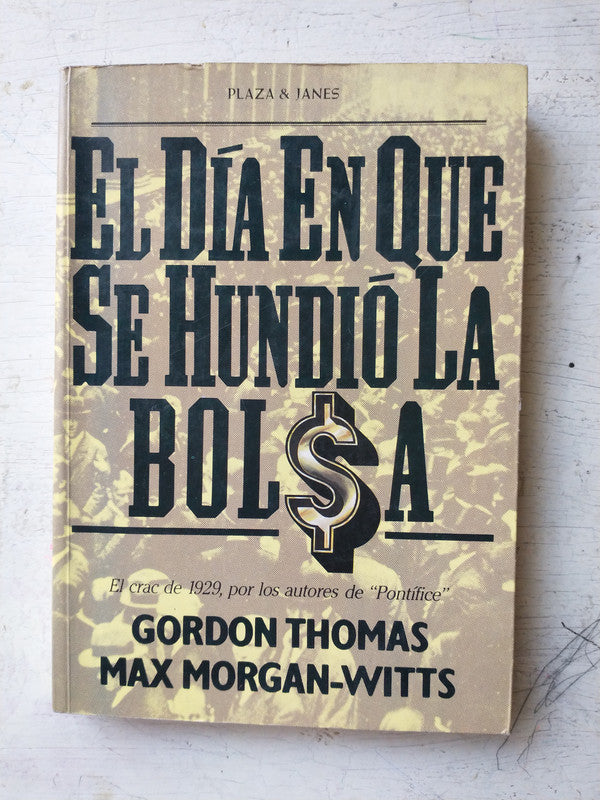 PLAZA & JANES
EL DÍA EN QUE
SE HUNDIÓ LA
BOL$A
El crac de 1929, por los autores de "Pontífice"
GORDON THOMAS
MAX MORGAN-WITTS